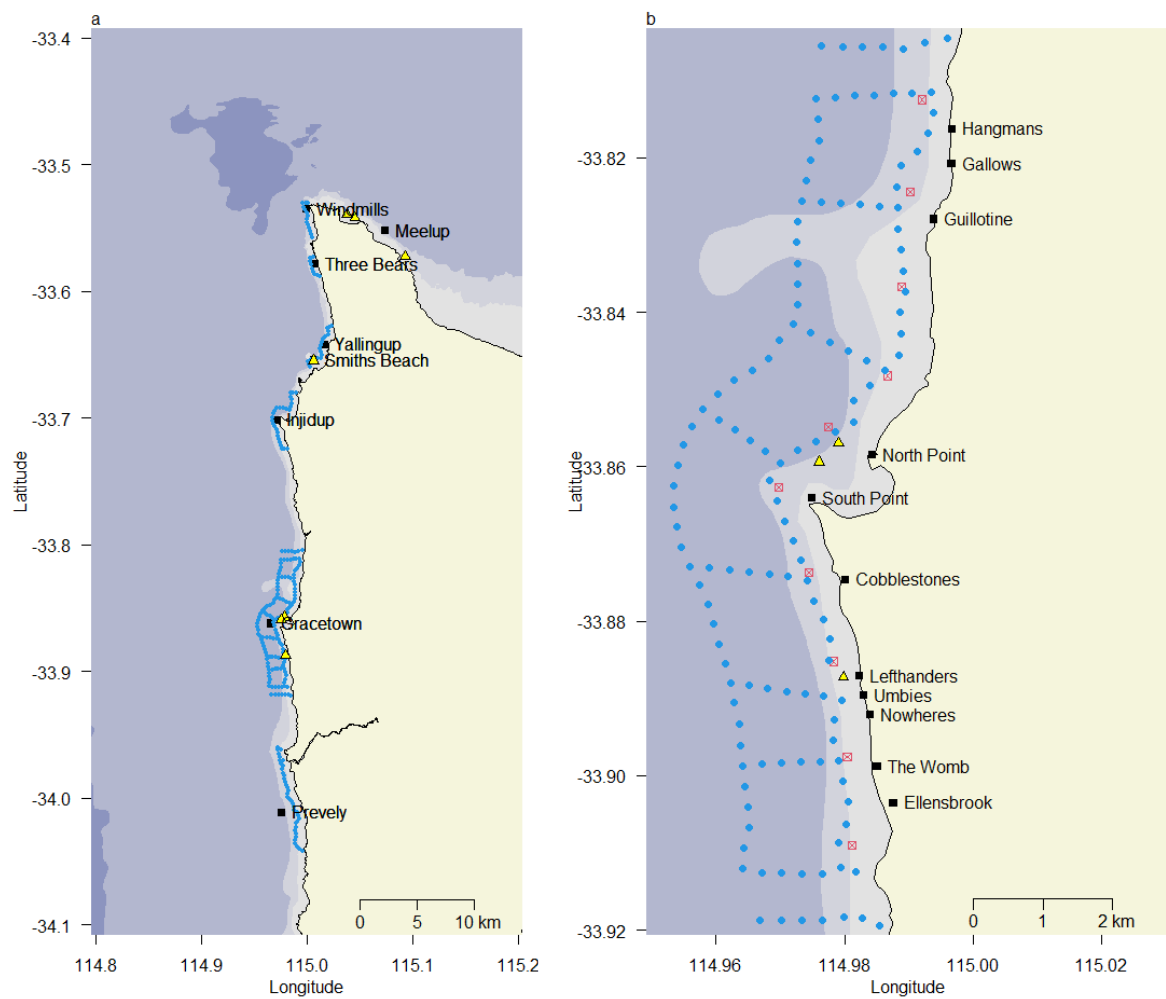 a
-33.4
-33.5
-33.6
-33.7
-33.8
-33.9
-34.0
-34.1
Latitude
Windmills
Meelup
Three Bears
Yallingup
Smiths Beach
Injidup
Gracetown
Prevely
0 5 10 km
114.8 114.9 115.0 115.1 115.2
Longitude
b
-33.82
-33.84
-33.86
-33.88
-33.90
-33.92
Latitude
Hangmans
Gallows
Guillotine
North Point
South Point
Cobblestones
Lefthanders
Umbies
Nowheres
The Womb
Ellensbrook
0 1 2 km
114.96 114.98 115.00 115.02
Longitude